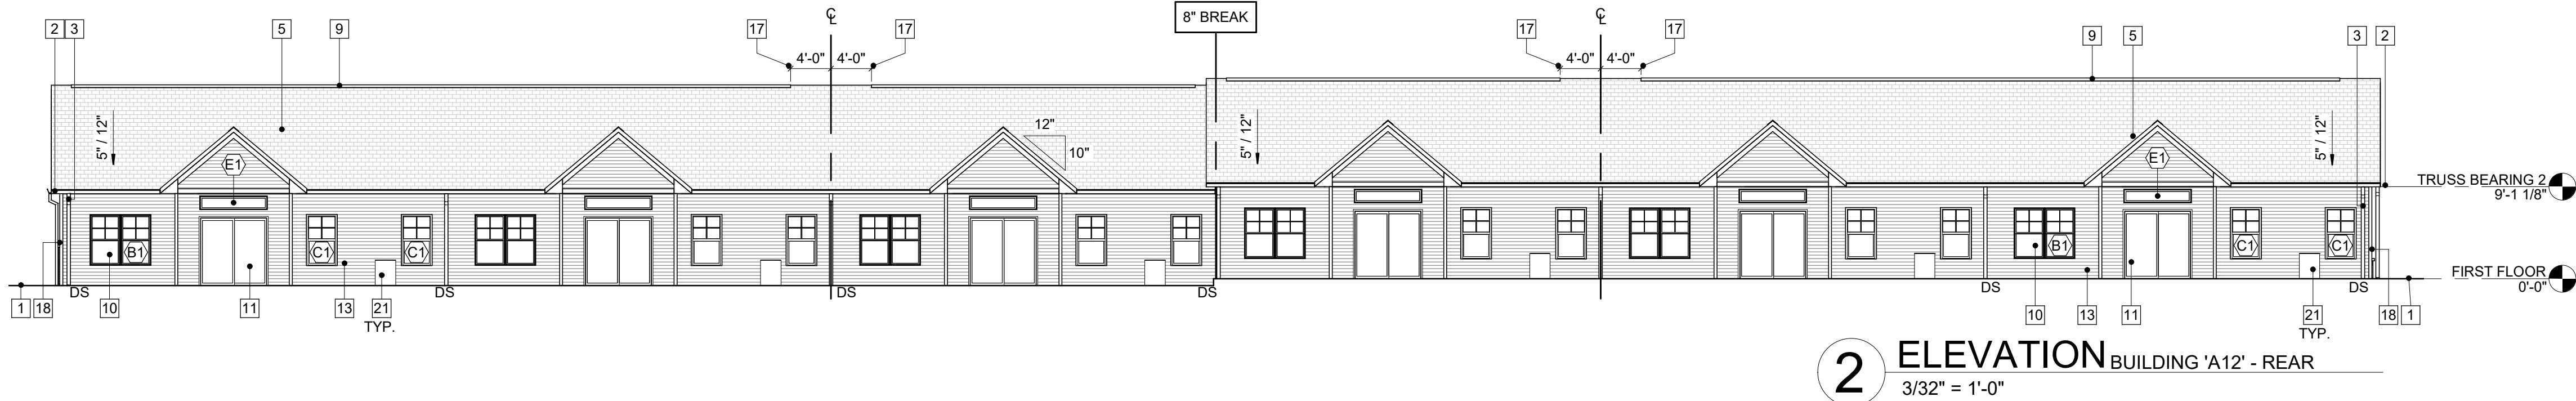 8" BREAK
℄
℄
2
3
5
9
17
17
17
17
9
5
3
2
4'-0"
4'-0"
4'-0"
4'-0"
5" / 12"
12"
10"
5" / 12"
5" / 12"
E1
E1
TRUSS BEARING 2
9'-1 1/8"
B1
C1
C1
B1
C1
C1
FIRST FLOOR
0'-0"
DS
DS
DS
DS
DS
DS
1
18
10
11
13
21
TYP.
10
13
11
21
TYP.
18
1
2
ELEVATION BUILDING 'A12' - REAR
3/32" = 1'-0"